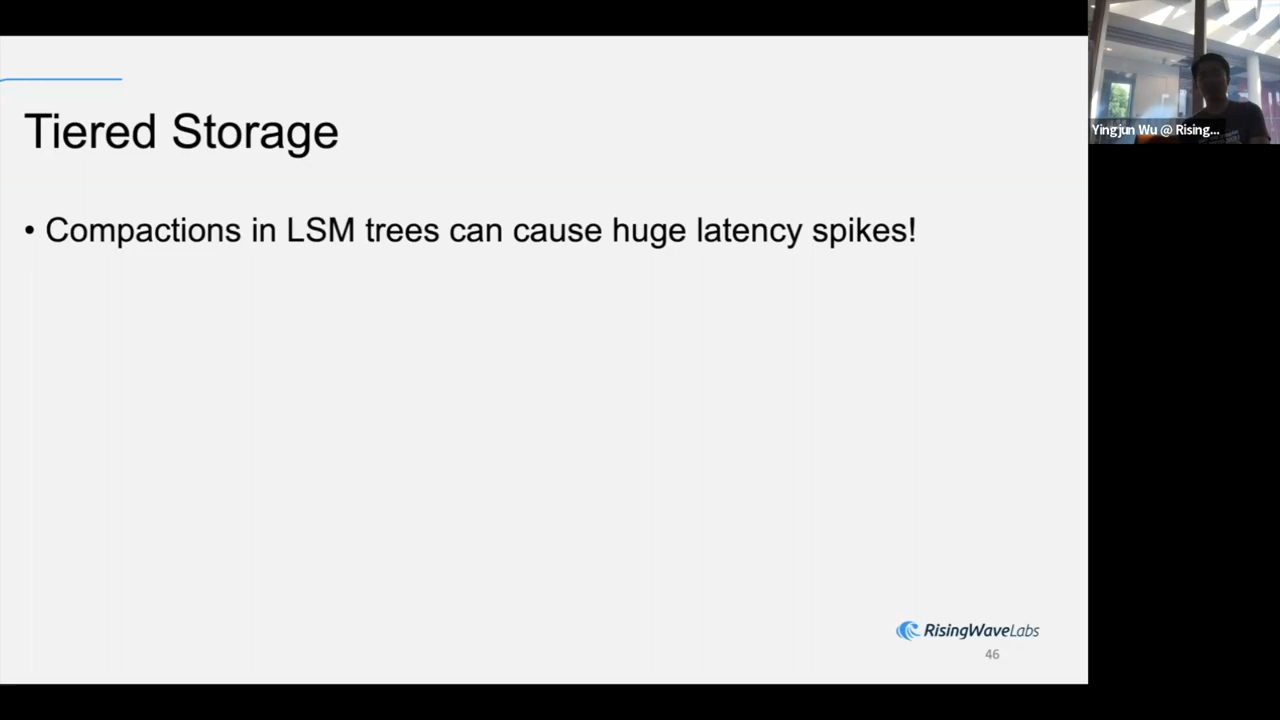 Tiered Storage
• Compactions in LSM trees can cause huge latency spikes!
RisingWaveLabs
46
Yingjun Wu @ Rising...